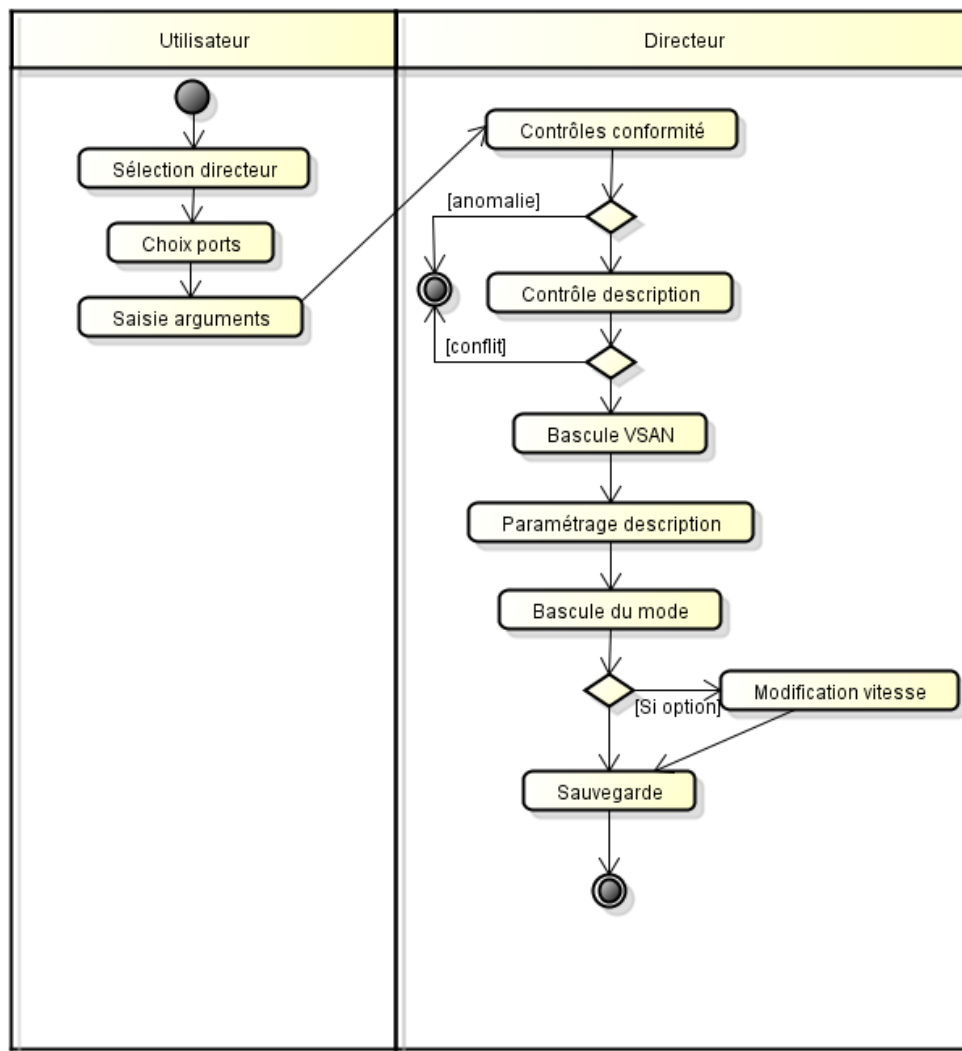 Utilisateur
Directeur
Sélection directeur
Choix ports
Saisie arguments
Contrôles conformité
[anomalie]
Contrôle description
[conflit]
Bascule VSAN
Paramétrage description
Bascule du mode
Modification vitesse
[Si option]
Sauvegarde